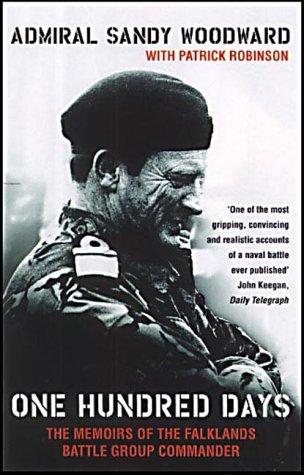 ADMIRAL SANDY WOODWARD
WITH PATRICK ROBINSON
'One of the most
gripping, convincing
and realistic accounts
of a naval battle
ever published'
John Keegan,
Daily Telegraph
ONE HUNDRED DAYS
THE MEMOIRS OF THE FALKLANDS
BATTLE GROUP COMMANDER